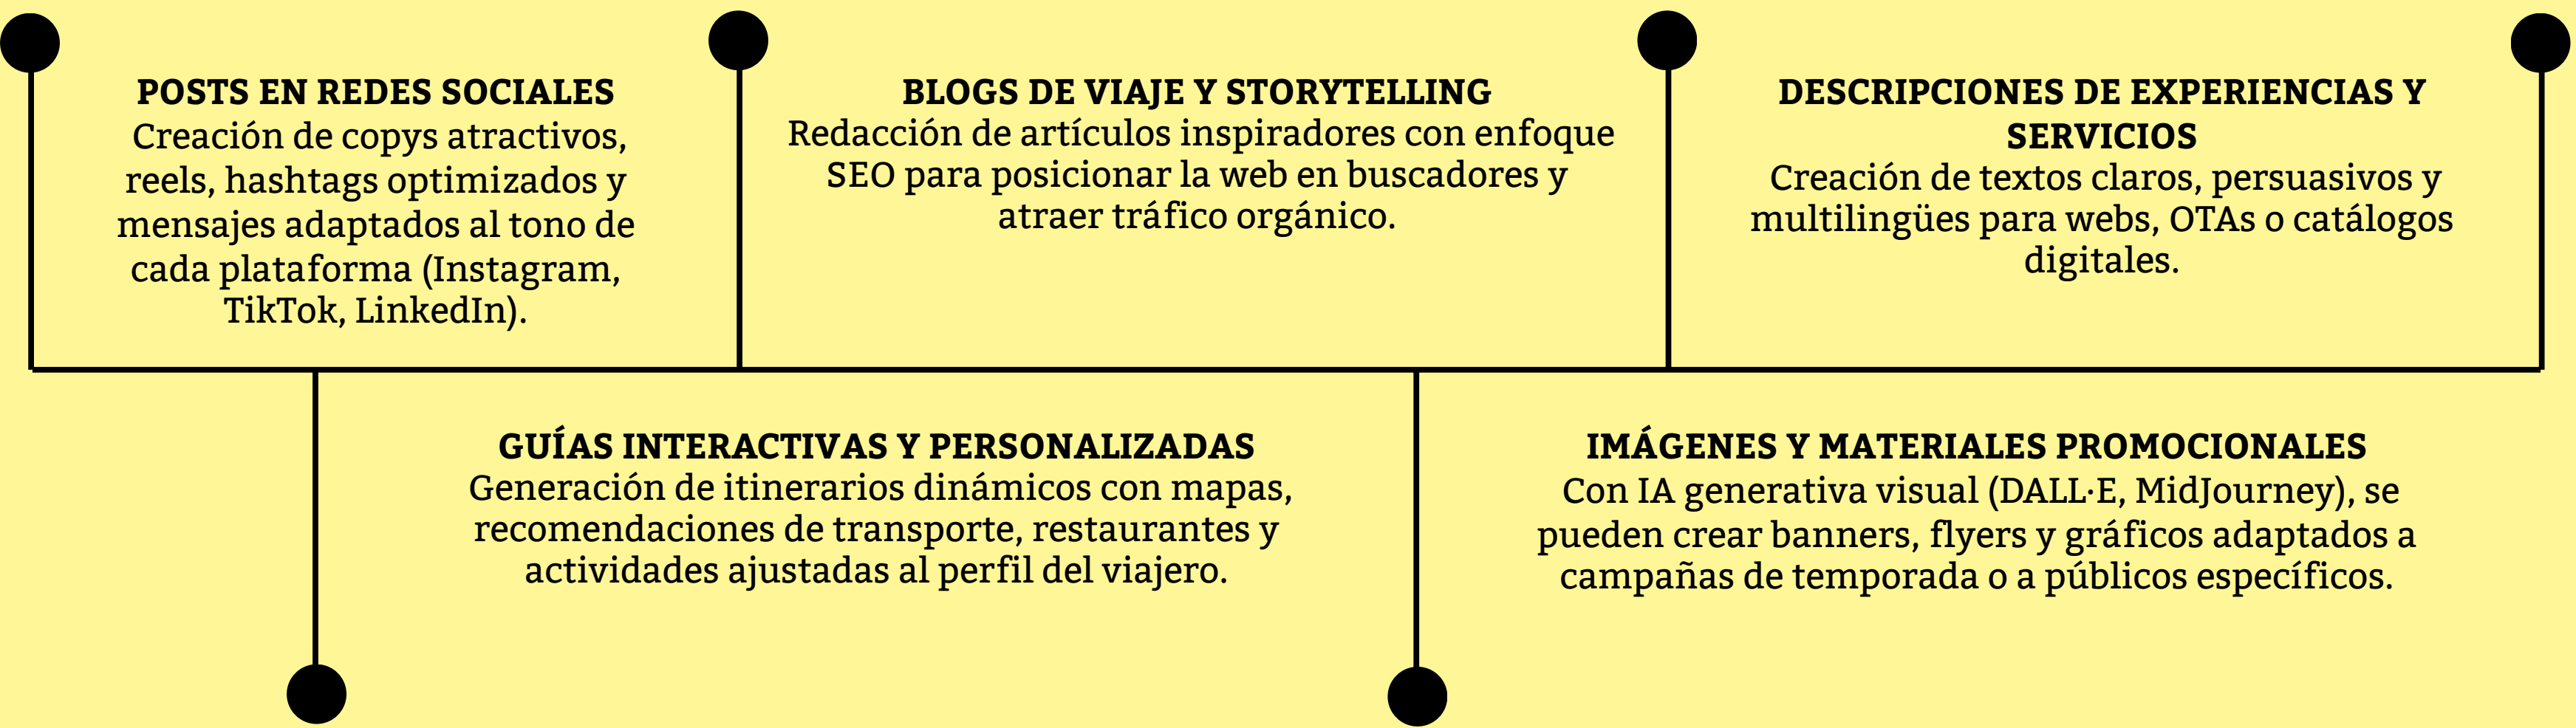 POSTS EN REDES SOCIALES
Creación de copys atractivos,
reels, hashtags optimizados y
mensajes adaptados al tono de
cada plataforma (Instagram,
TikTok, LinkedIn).
BLOGS DE VIAJE Y STORYTELLING
Redacción de artículos inspiradores con enfoque
SEO para posicionar la web en buscadores y
atraer tráfico orgánico.
DESCRIPCIONES DE EXPERIENCIAS Y
SERVICIOS
Creación de textos claros, persuasivos y
multilingües para webs, OTAs o catálogos
digitales.
GUÍAS INTERACTIVAS Y PERSONALIZADAS
Generación de itinerarios dinámicos con mapas,
recomendaciones de transporte, restaurantes y
actividades ajustadas al perfil del viajero.
IMÁGENES Y MATERIALES PROMOCIONALES
Con IA generativa visual (DALL·E, MidJourney), se
pueden crear banners, flyers y gráficos adaptados a
campañas de temporada o a públicos específicos.